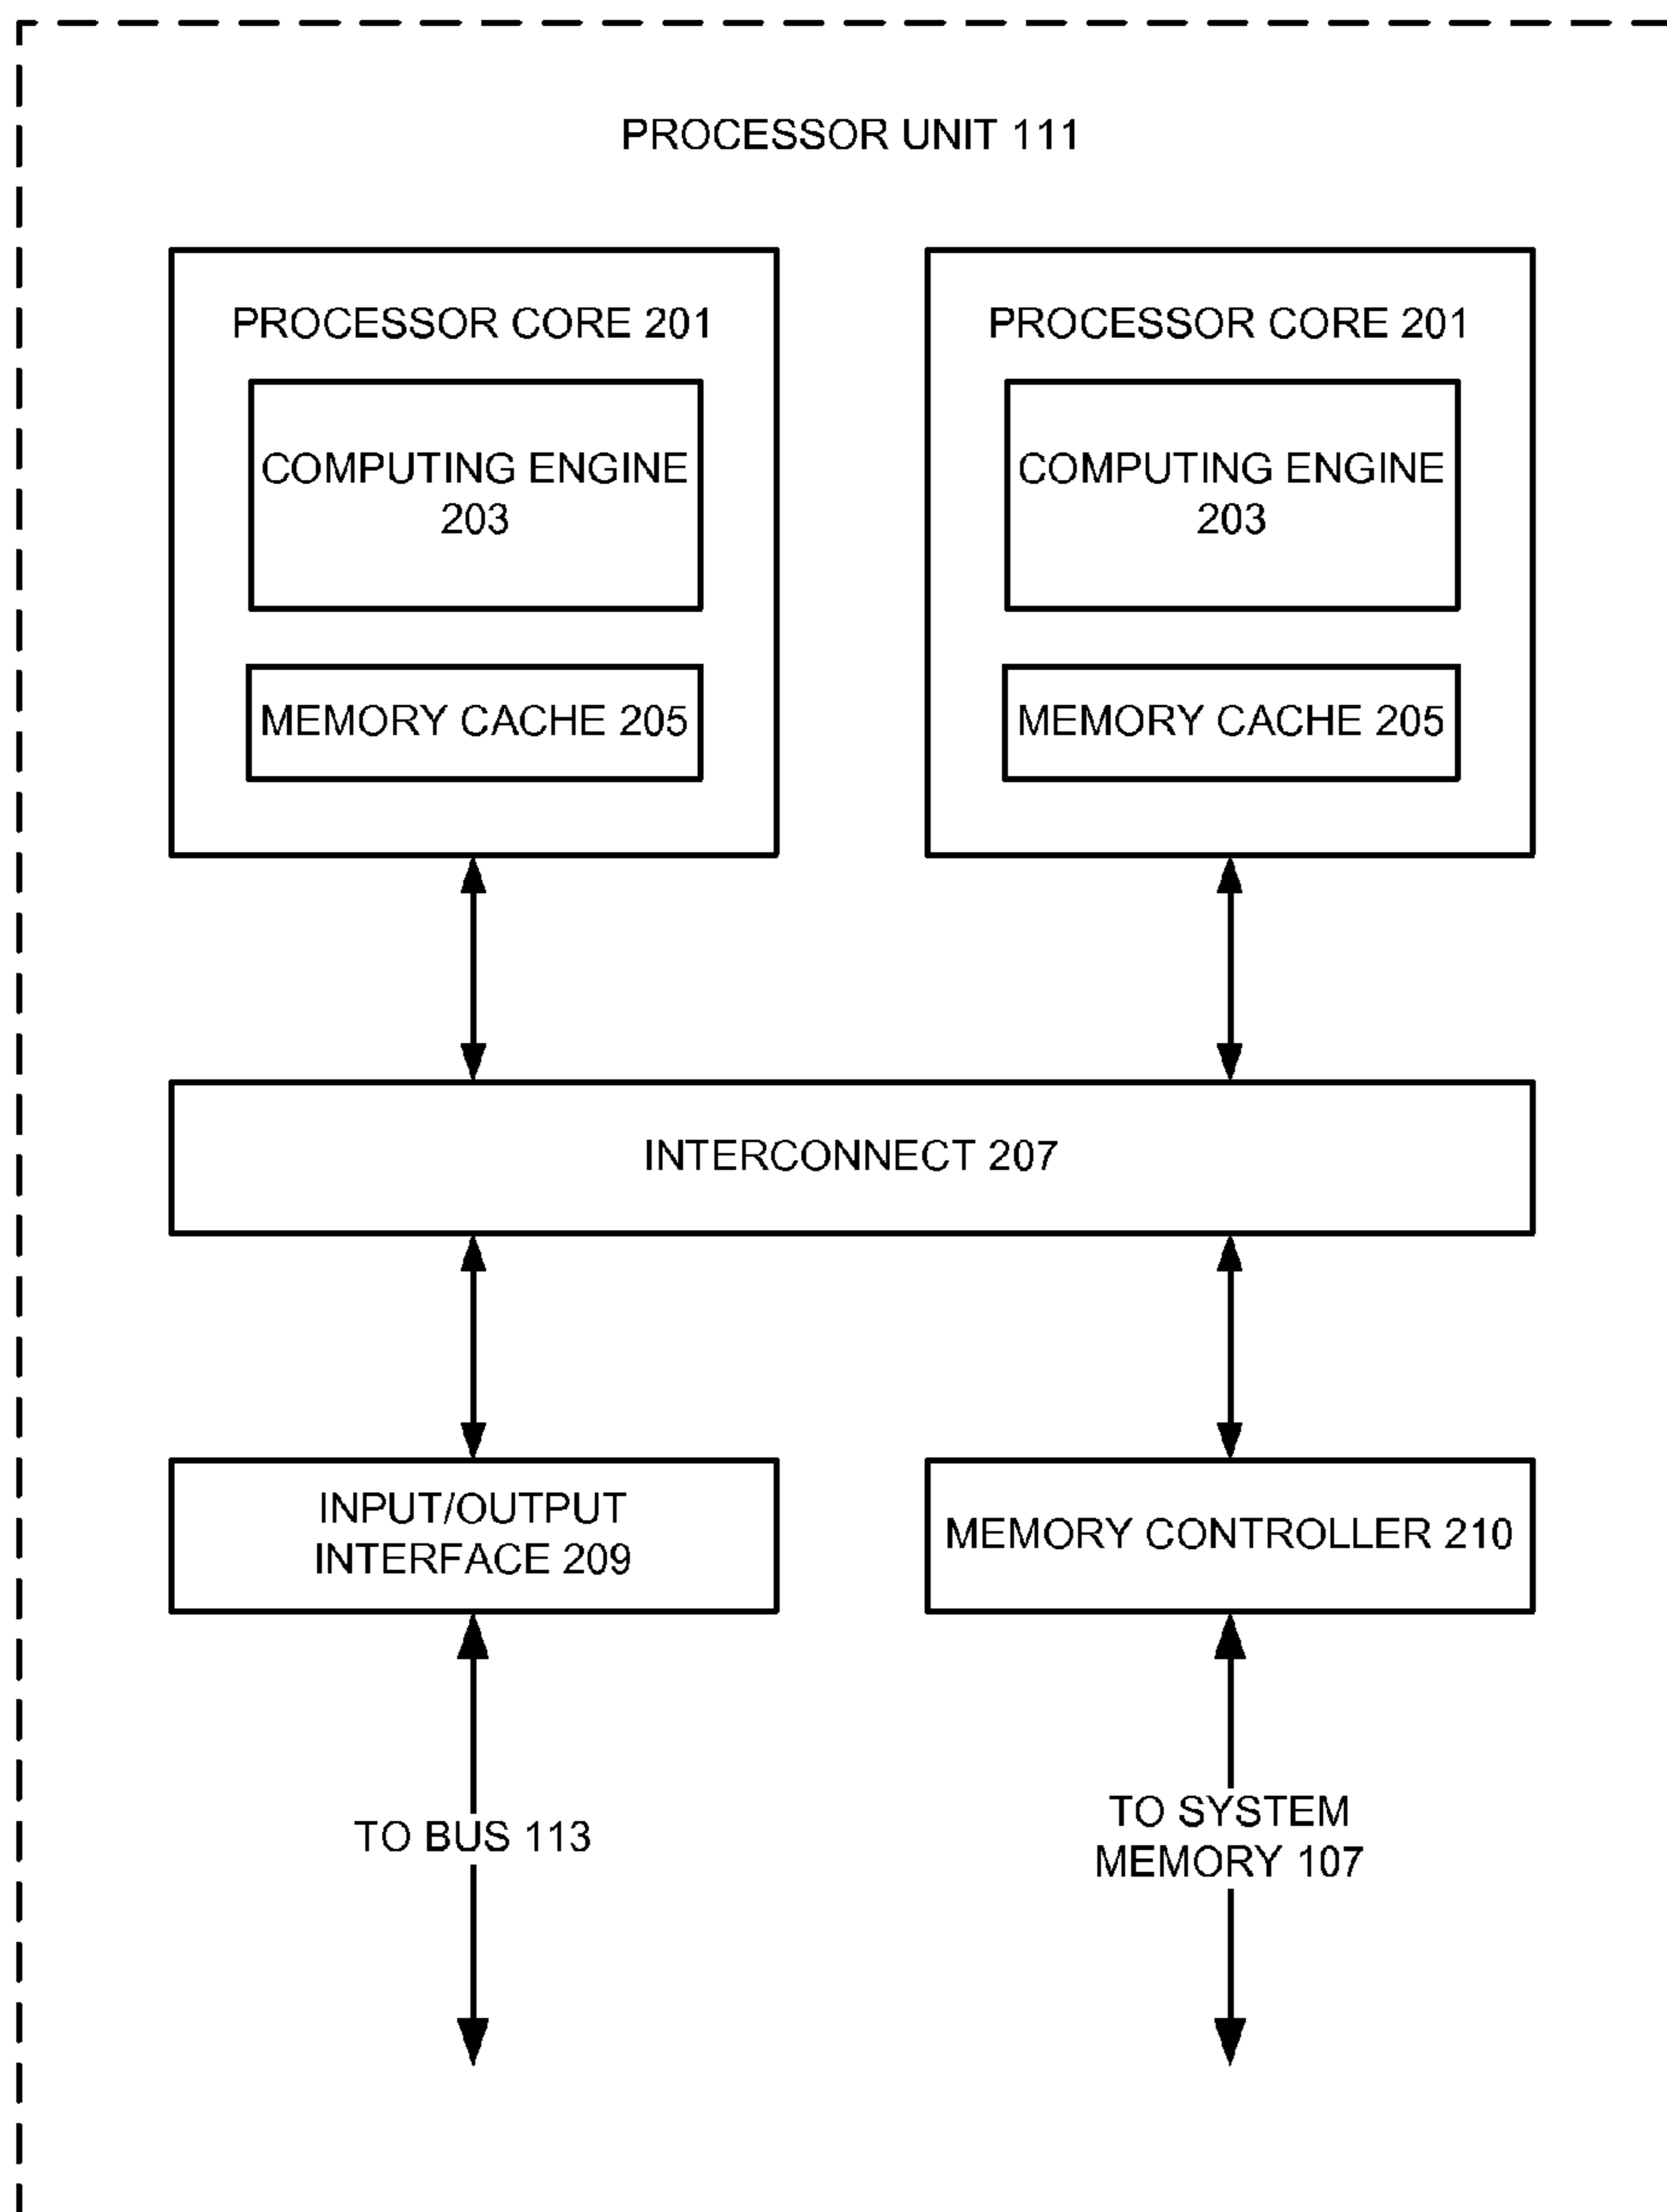 PROCESSOR UNIT 111
PROCESSOR CORE 201
COMPUTING ENGINE
203
MEMORY CACHE 205
PROCESSOR CORE 201
COMPUTING ENGINE
203
MEMORY CACHE 205
INTERCONNECT 207
INPUT/OUTPUT
INTERFACE 209
MEMORY CONTROLLER 210
TO BUS 113
TO SYSTEM
MEMORY 107